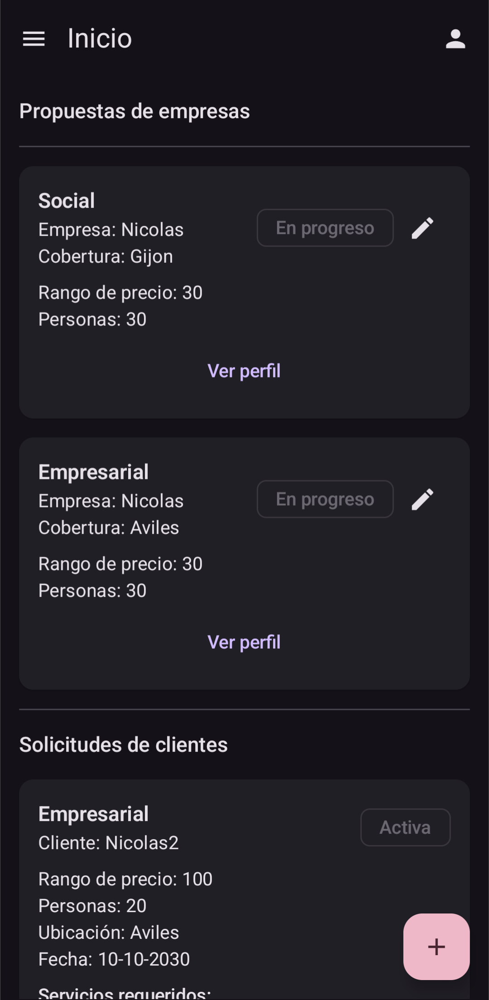 Inicio
Propuestas de empresas
Social
Empresa: Nicolas
Cobertura: Gijon
En progreso
Rango de precio: 30
Personas: 30
Ver perfil
Empresarial
Empresa: Nicolas
Cobertura: Aviles
En progreso
Rango de precio: 30
Personas: 30
Ver perfil
Solicitudes de clientes
Empresarial
Cliente: Nicolas2
Activa
Rango de precio: 100
Personas: 20
Ubicación: Aviles
Fecha: 10-10-2030
Servicios requeridos: